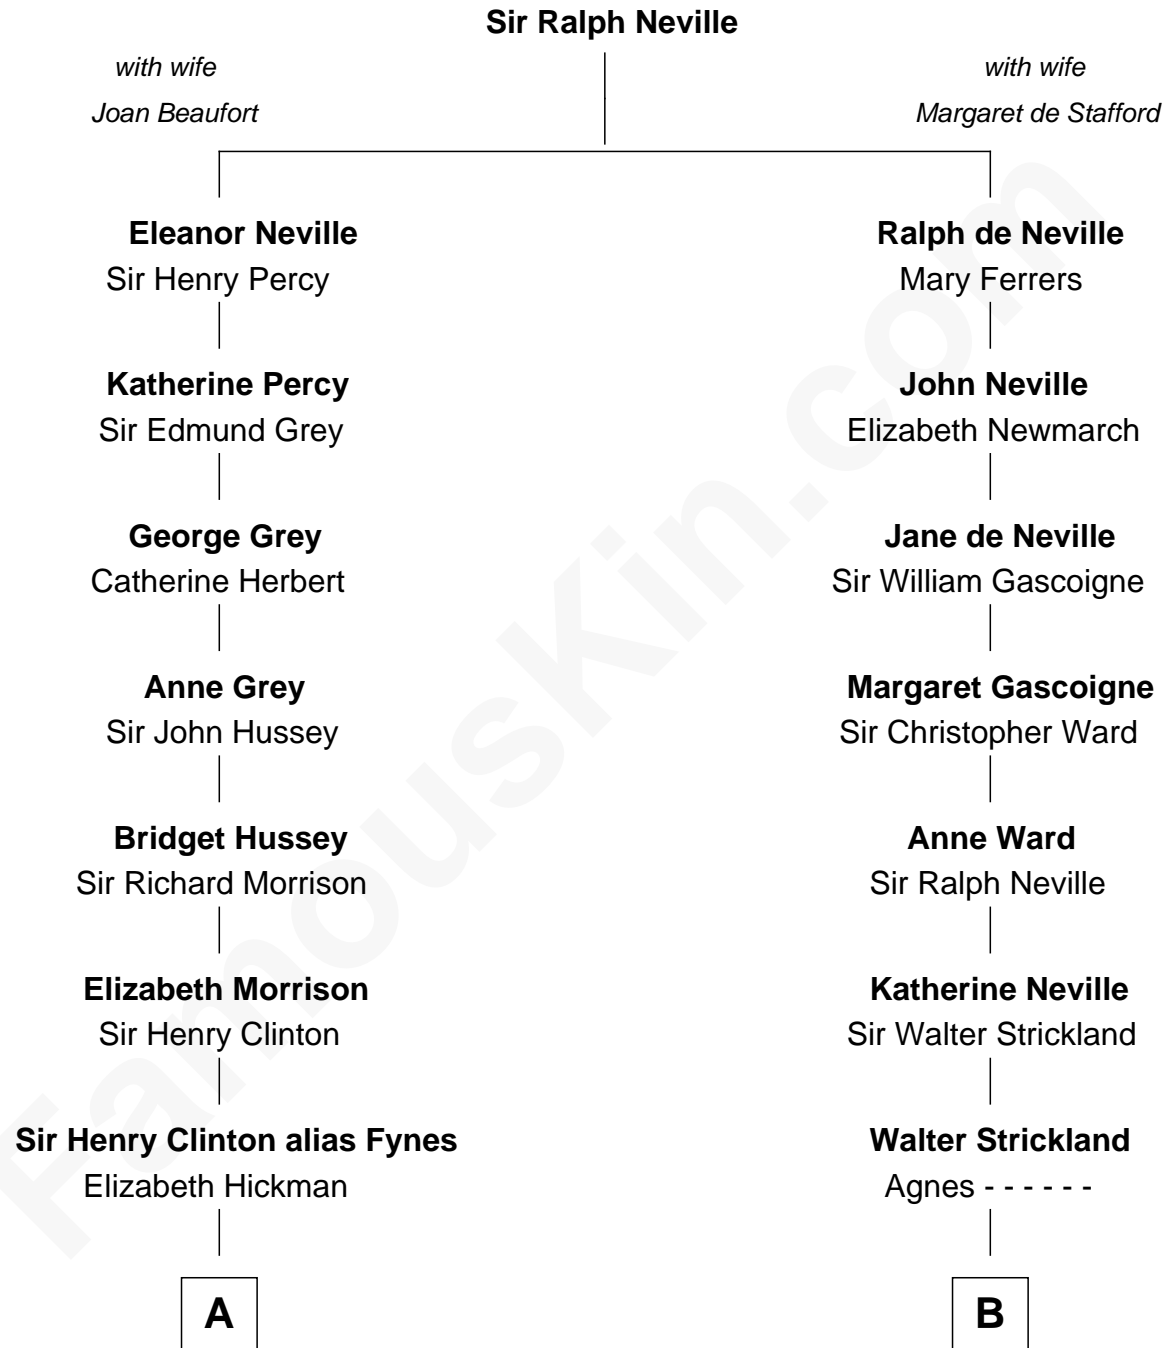 Sir Ralph Neville
with wife
Joan Beaufort
with wife
Margaret de Stafford
Eleanor Neville
Sir Henry Percy
Ralph de Neville
Mary Ferrers
Katherine Percy
Sir Edmund Grey
John Neville
Elizabeth Newmarch
George Grey
Catherine Herbert
Jane de Neville
Sir William Gascoigne
Anne Grey
Sir John Hussey
Margaret Gascoigne
Sir Christopher Ward
Bridget Hussey
Sir Richard Morrison
Anne Ward
Sir Ralph Neville
Elizabeth Morrison
Sir Henry Clinton
Katherine Neville
Sir Walter Strickland
Sir Henry Clinton alias Fynes
Elizabeth Hickman
Walter Strickland
Agnes - - - - - -
A
B
FamousKin.com